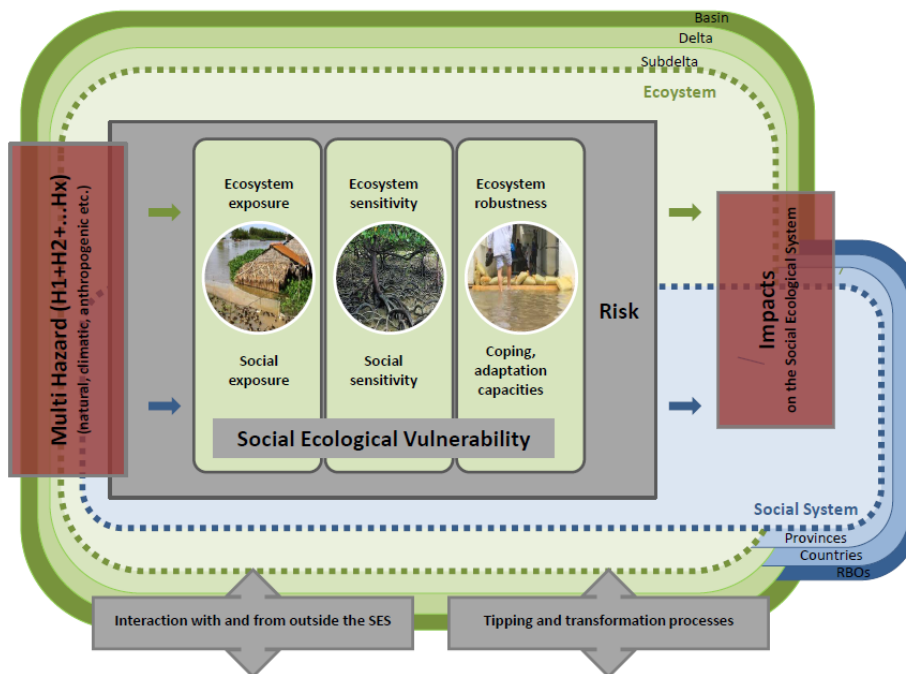 Basin
Delta
Subdelta
Ecoystem
Multi Hazard (H1+H2+...Hx)
(natural, climatic, anthropogenic etc.)
Ecosystem
exposure
Ecosystem
sensitivity
Ecosystem
robustness
Social
exposure
Social
sensitivity
Coping,
adaptation
capacities
Social Ecological Vulnerability
Risk
Impacts
on the Social Ecological System
Social System
Provinces
Countries
RBOs
Interaction with and from outside the SES
Tipping and transformation processes